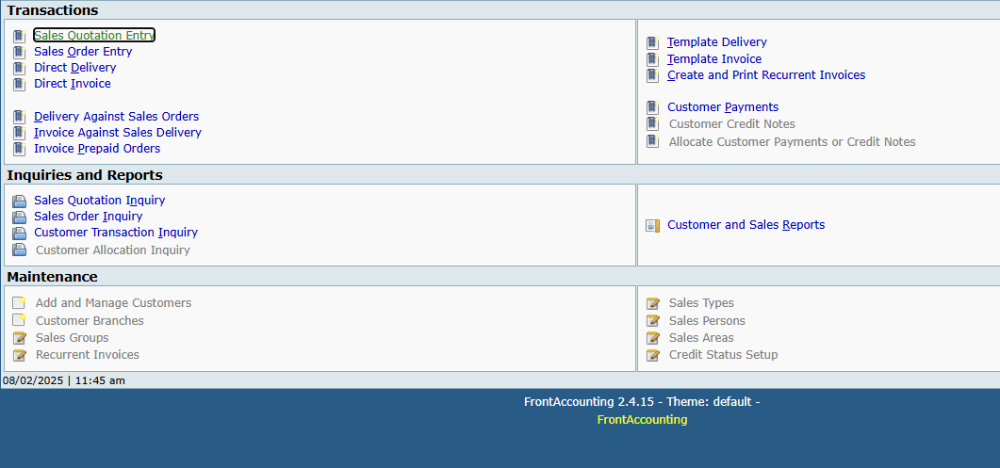 Transactions
Sales Quotation Entry
Sales Order Entry
Direct Delivery
Direct Invoice
Delivery Against Sales Orders
Invoice Against Sales Delivery
Invoice Prepaid Orders
Template Delivery
Template Invoice
Create and Print Recurrent Invoices
Customer Payments
Customer Credit Notes
Allocate Customer Payments or Credit Notes
Inquiries and Reports
Sales Quotation Inquiry
Sales Order Inquiry
Customer Transaction Inquiry
Customer Allocation Inquiry
Customer and Sales Reports
Maintenance
Add and Manage Customers
Customer Branches
Sales Groups
Recurrent Invoices
Sales Types
Sales Persons
Sales Areas
Credit Status Setup
08/02/2025 | 11:45 am
FrontAccounting 2.4.15 - Theme: default -
FrontAccounting